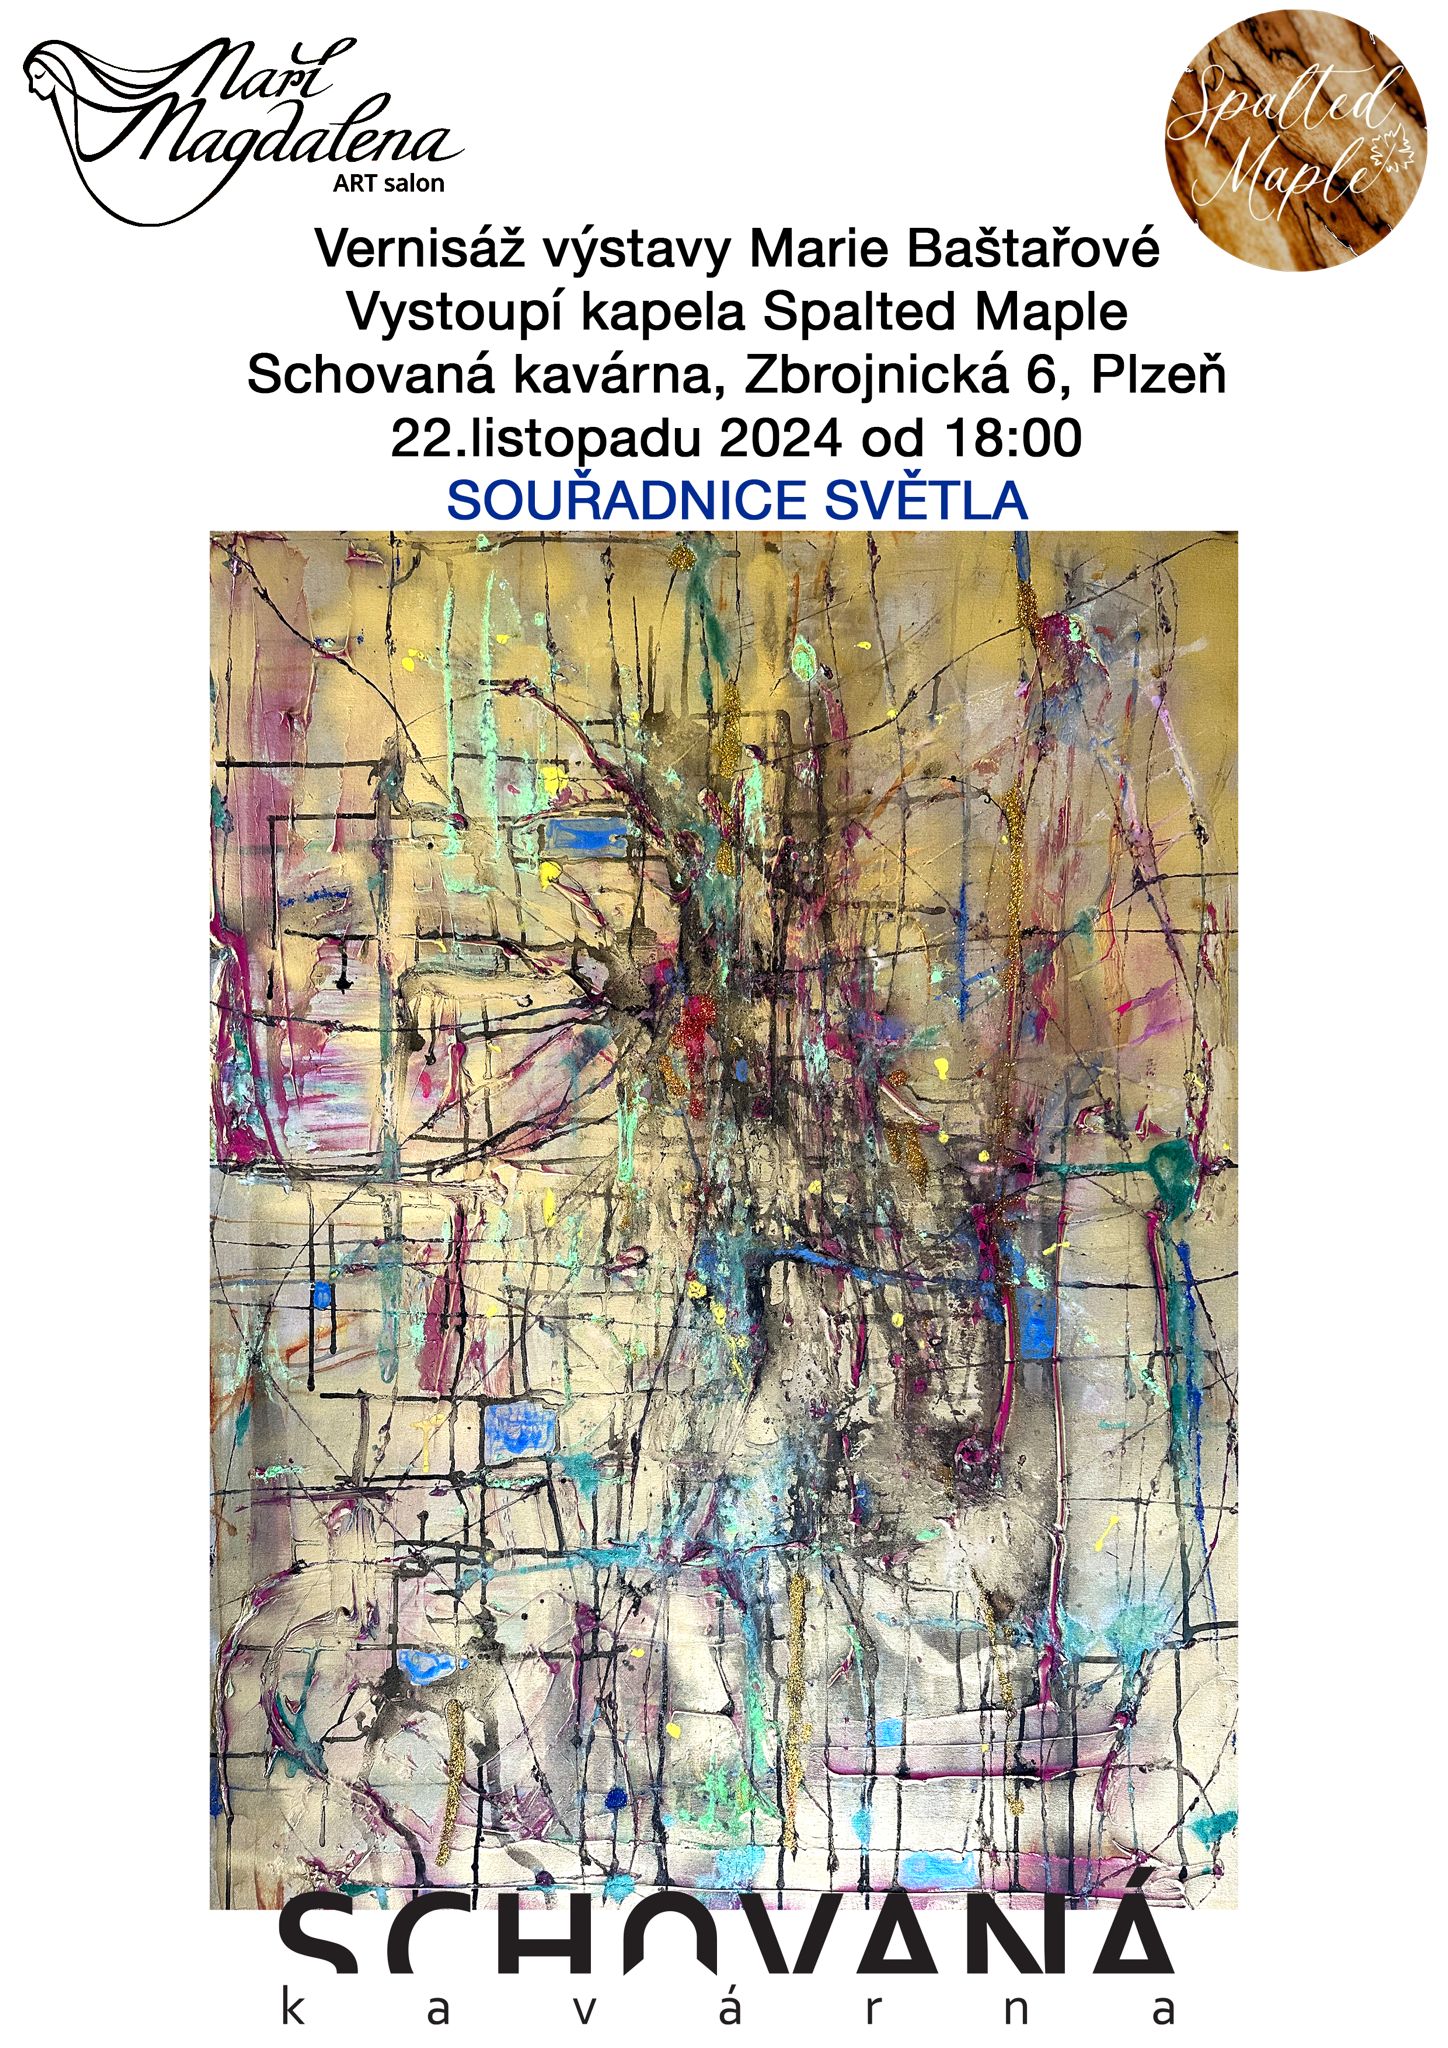 Maří
Magdalena
ART salon
Spalted
Maple
Vernisáž výstavy Marie Baštařové
Vystoupí kapela Spalted Maple
Schovaná kavárna, Zbrojnická 6, Plzeň
22.listopadu 2024 od 18:00
SOUŘADNICE SVĚTLA
SCHOVANÁ
kavárna